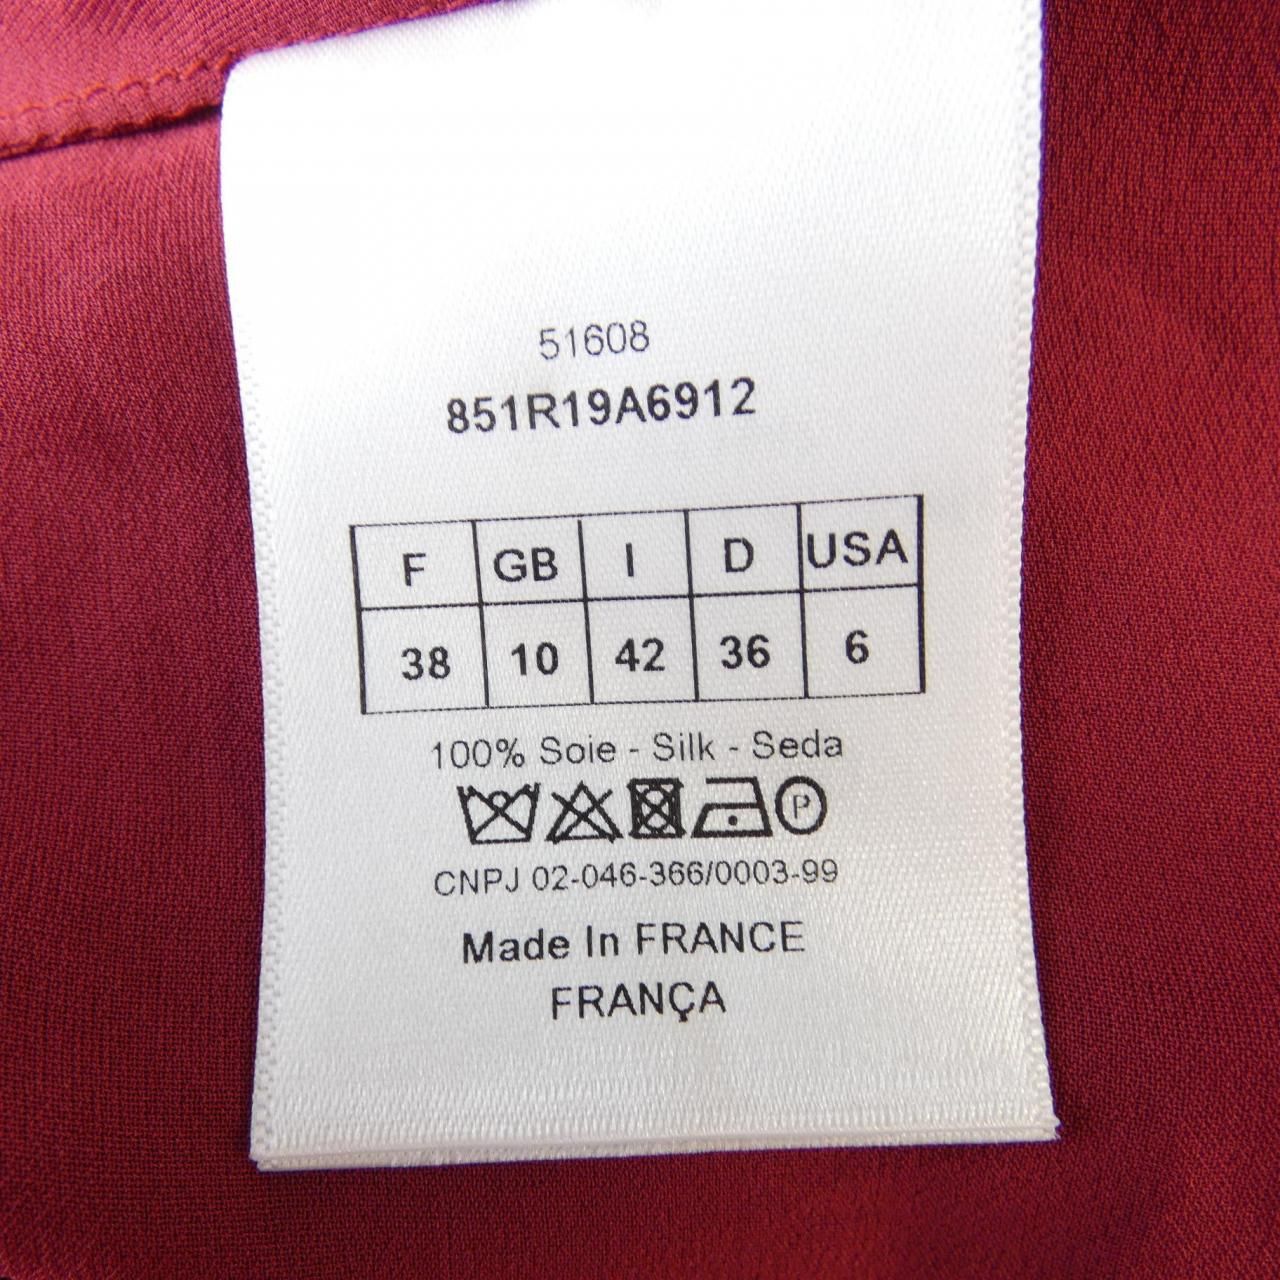 51608
851R19A6912
F GB I D USA
38 10 42 36 6
100% Soie - Silk - Seda
P
CNPJ 02-046-366/0003-99
Made In FRANCE
FRANÇA